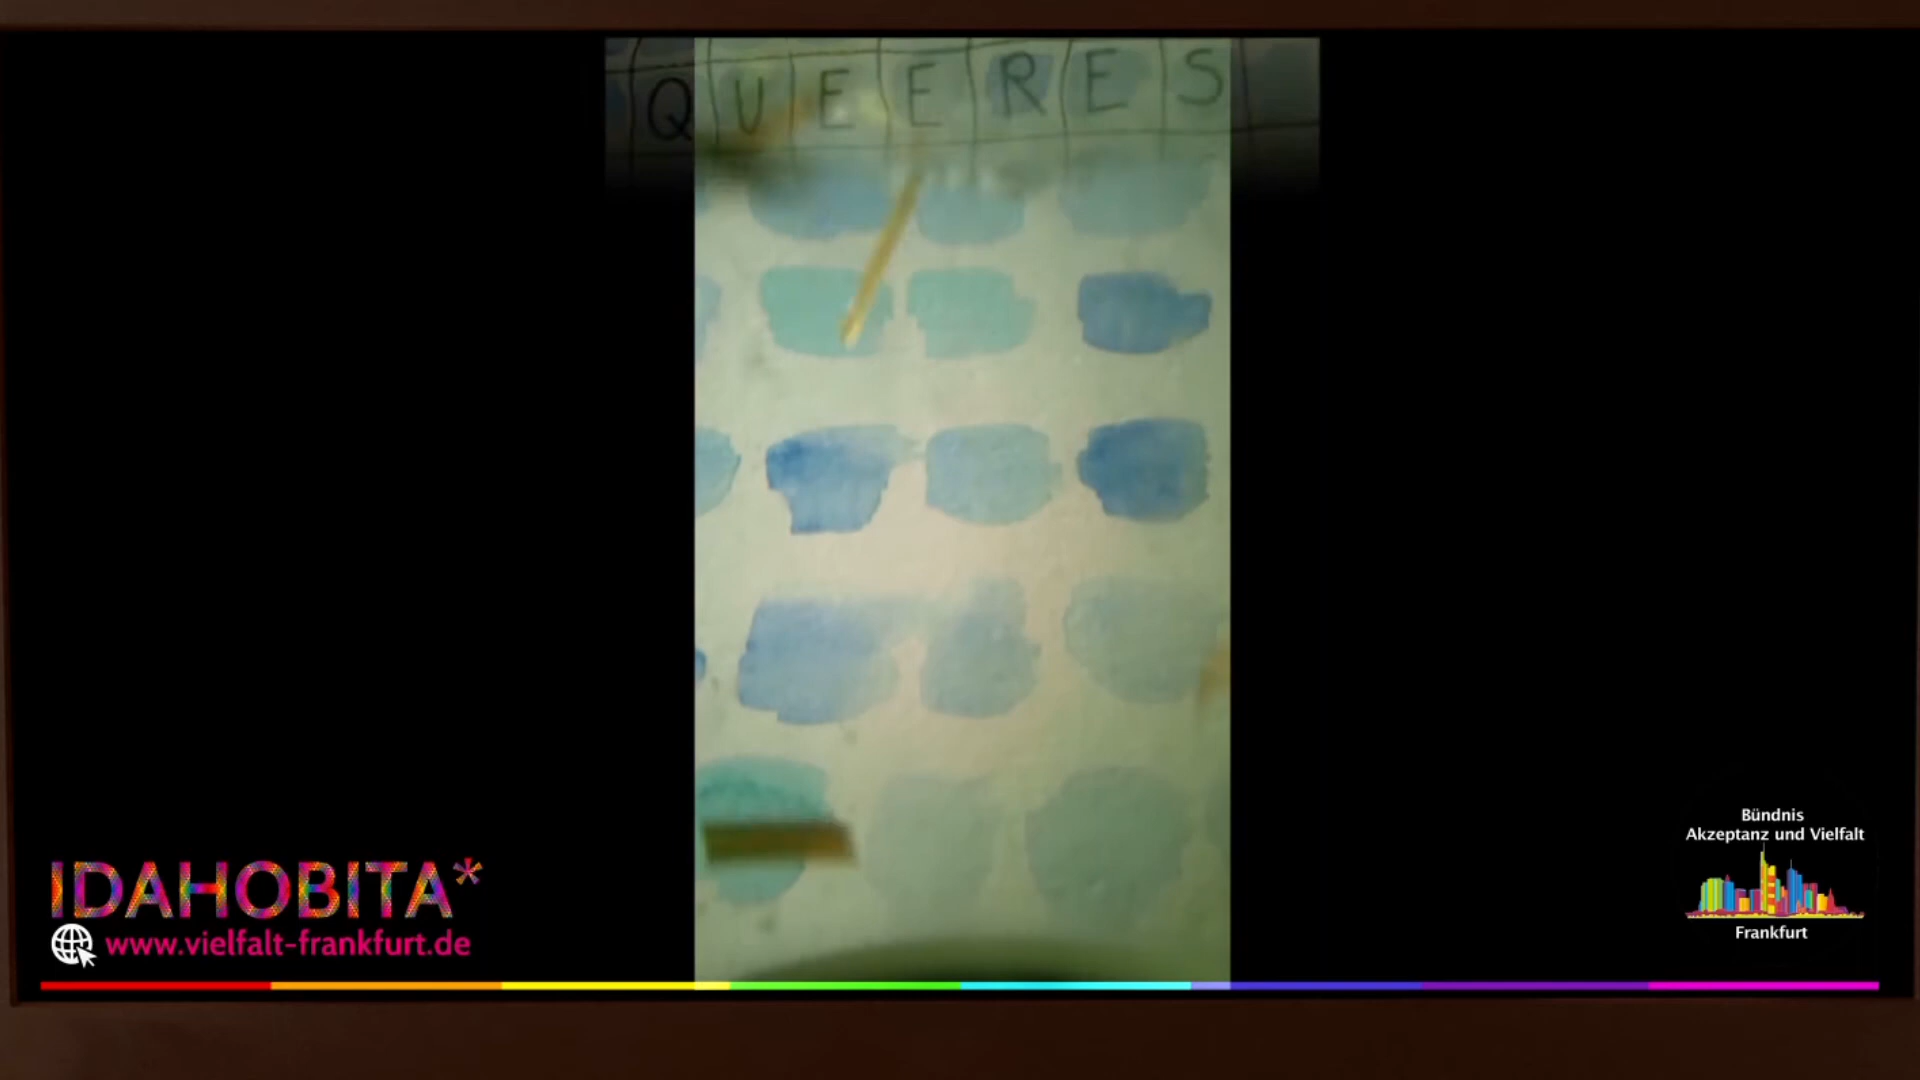 QUEERES
IDAHOBITA*
www.vielfalt-frankfurt.de
Bündnis
Akzeptanz und Vielfalt
Frankfurt